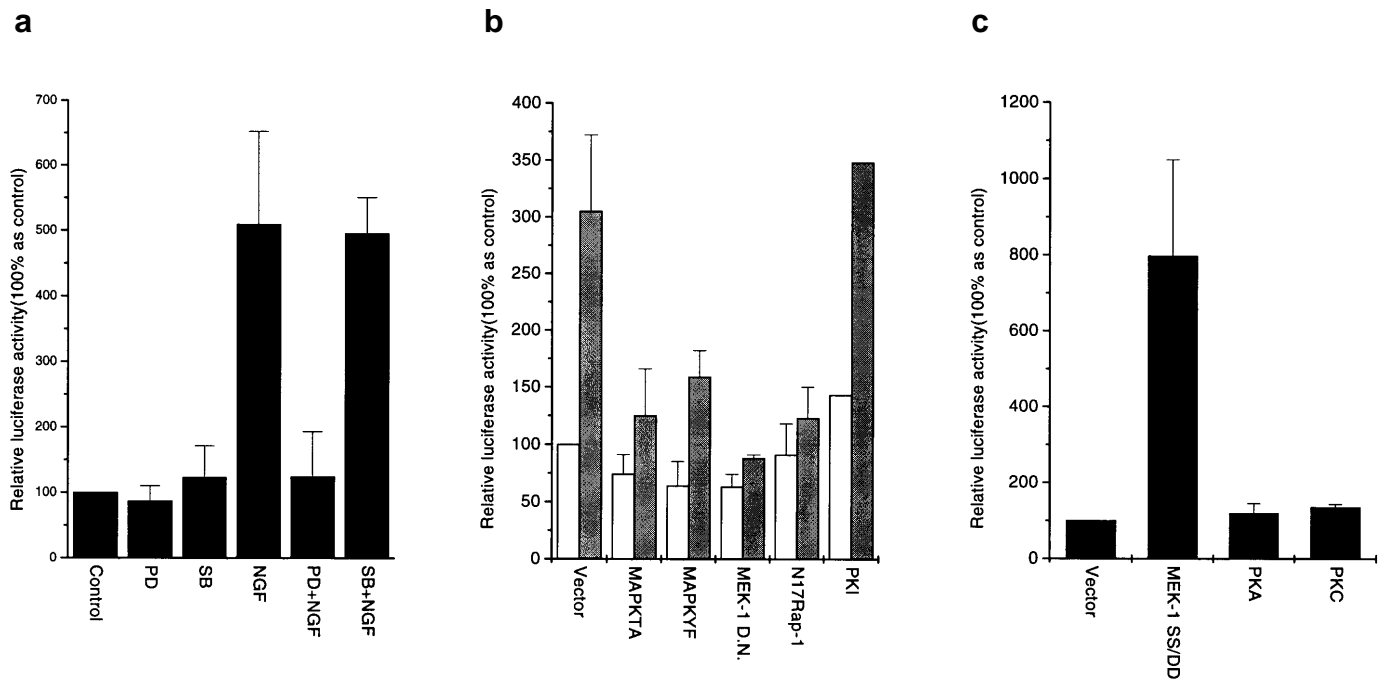 a
b
c
Relative luciferase activity(100% as control)
700
600
500
400
300
200
100
0
Control
PD
SB
NGF
PD+NGF
SB+NGF
Relative luciferase activity(100% as control)
400
350
300
250
200
150
100
50
0
Vector
MAPKTA
MAPKYF
MEK-1 D.N.
N17Rap-1
PKI
Relative luciferase activity(100% as control)
1200
1000
800
600
400
200
0
Vector
MEK-1 SS/DD
PKA
PKC